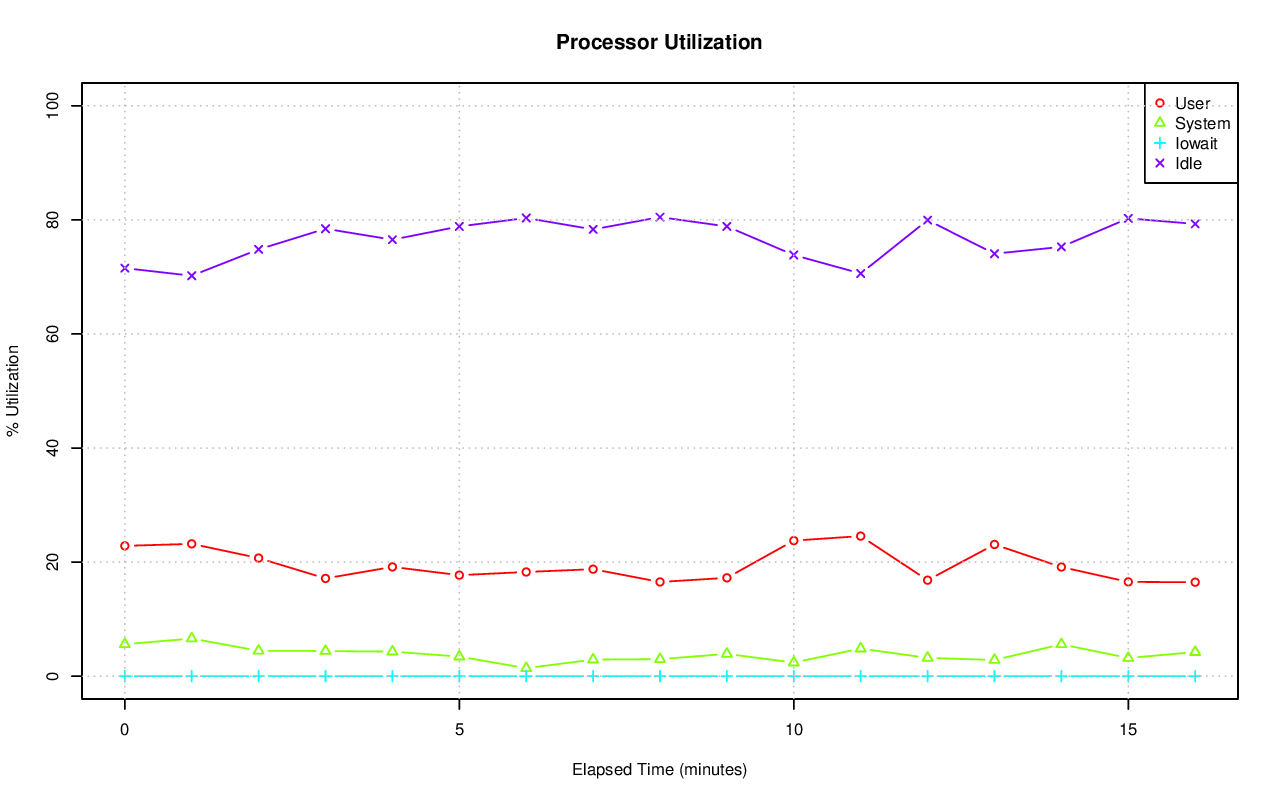 Processor Utilization
User
System
Iowait
Idle
% Utilization
100
80
60
40
20
0
0 5 10 15
Elapsed Time (minutes)